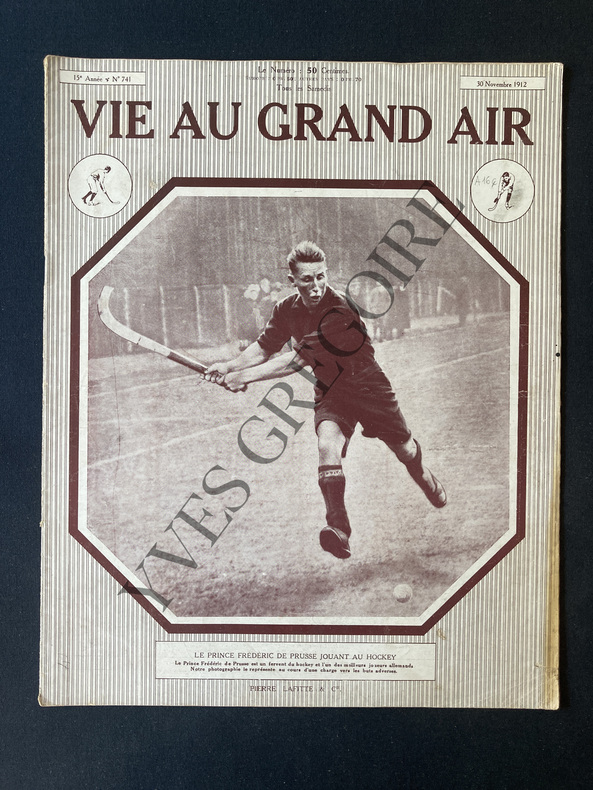 Le Numéro : 50 Centimes.
Tous les Samedis
15e Année N° 741
30 Novembre 1912
VIE AU GRAND AIR
A 164
YVES GREGOIRE
LE PRINCE FRÉDÉRIC DE PRUSSE JOUANT AU HOCKEY
Le Prince Frédéric de Prusse est un fervent du hockey et l'un des meilleurs joueurs allemands
Notre photographie le représente au cours d'une charge vers les buts adverses.
PIERRE LAFITTE & Cie.